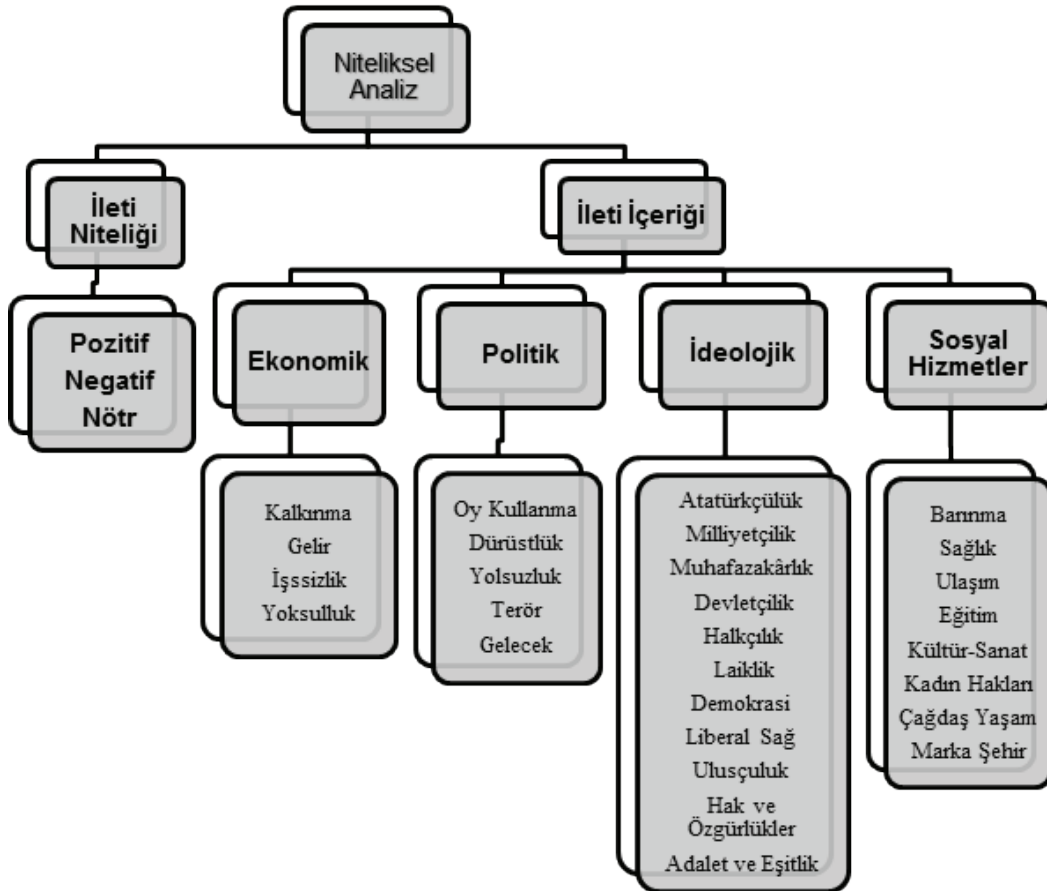 Niteliksel
Analiz
İleti
Niteliği
İleti İçeriği
Pozitif
Negatif
Nötr
Ekonomik
Politik
İdeolojik
Sosyal
Hizmetler
Kalkınma
Gelir
İşssizlik
Yoksulluk
Oy Kullanma
Dürüstlük
Yolsuzluk
Terör
Gelecek
Atatürkçülük
Milliyetçilik
Muhafazakârlık
Devletçilik
Halkçılık
Laiklik
Demokrasi
Liberal Sağ
Ulusçuluk
Hak ve
Özgürlükler
Adalet ve Eşitlik
Barınma
Sağlık
Ulaşım
Eğitim
Kültür-Sanat
Kadın Hakları
Çağdaş Yaşam
Marka Şehir